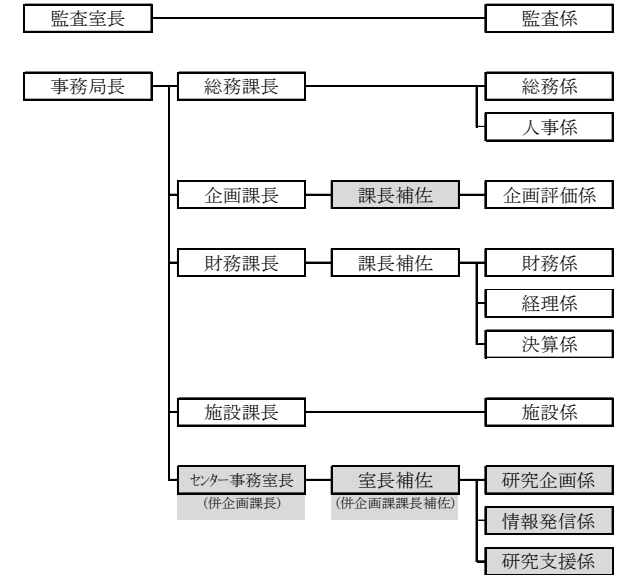 監査室長 監査係
事務局長 総務課長 総務係
人事係
企画課長 課長補佐 企画評価係
財務課長 課長補佐 財務係
経理係
決算係
施設課長 施設係
センター事務室長 室長補佐 研究企画係
(併企画課長) (併企画課課長補佐)
情報発信係
研究支援係